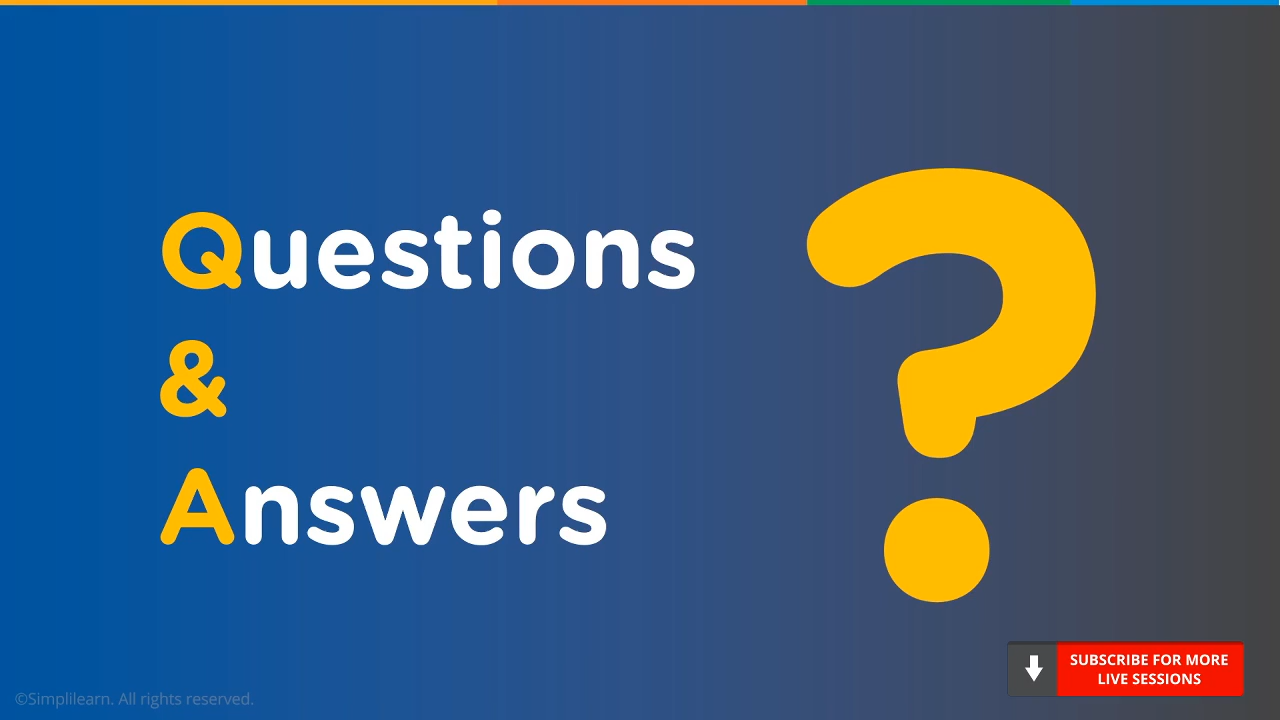 Questions
&
Answers
?
SUBSCRIBE FOR MORE
LIVE SESSIONS
©Simplilearn. All rights reserved.